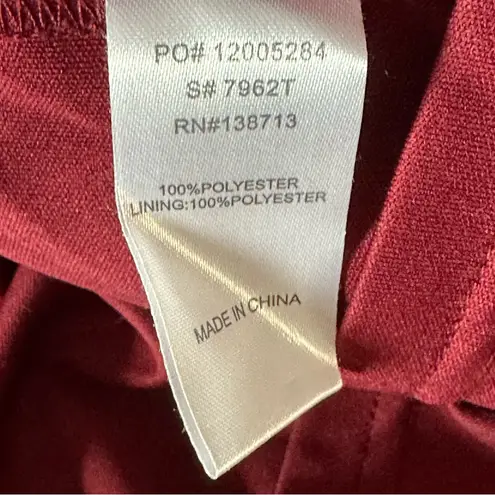 PO# 12005284
S# 7962T
RN#138713
100%POLYESTER
LINING:100%POLYESTER
MADE IN CHINA